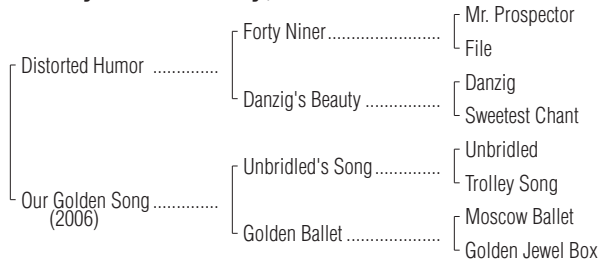 Mr. Prospector
Forty Niner
File
Distorted Humor
Danzig
Danzig's Beauty
Sweetest Chant
Unbridled
Unbridled's Song
Trolley Song
Our Golden Song
(2006)
Moscow Ballet
Golden Ballet
Golden Jewel Box